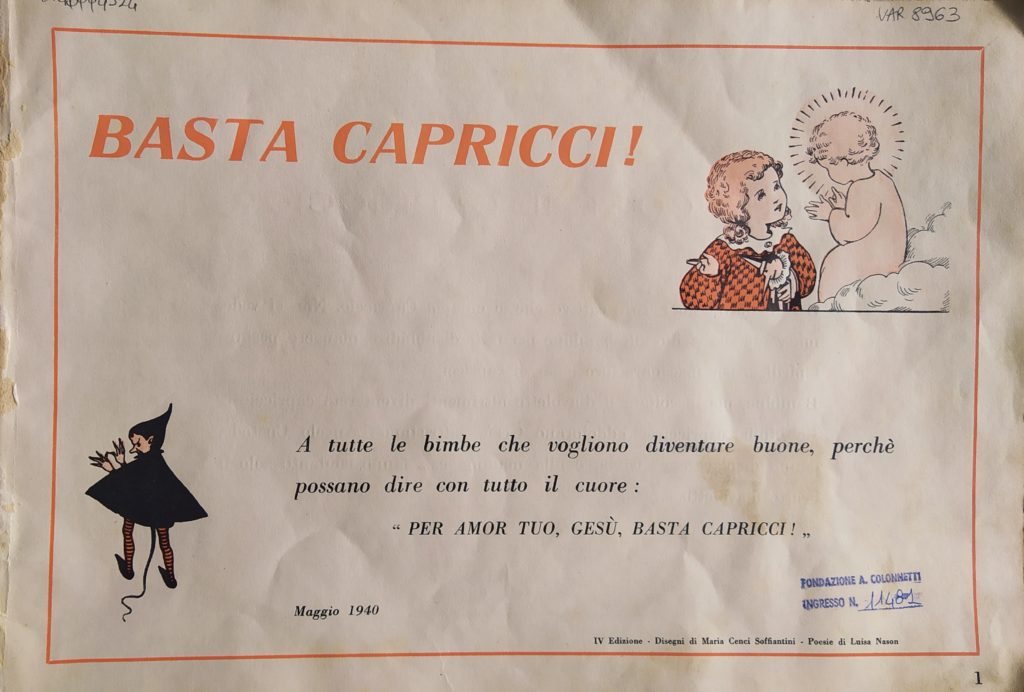 VAR 8963
BASTA CAPRICCI!
A tutte le bimbe che vogliono diventare buone, perchè
possano dire con tutto il cuore :
“ PER AMOR TUO, GESÙ, BASTA CAPRICCI ! „
FONDAZIONE A. COLONNETTI
INGRESSO N.
Maggio 1940
IV Edizione - Disegni di Maria Cenci Soffiantini - Poesie di Luisa Nason
1